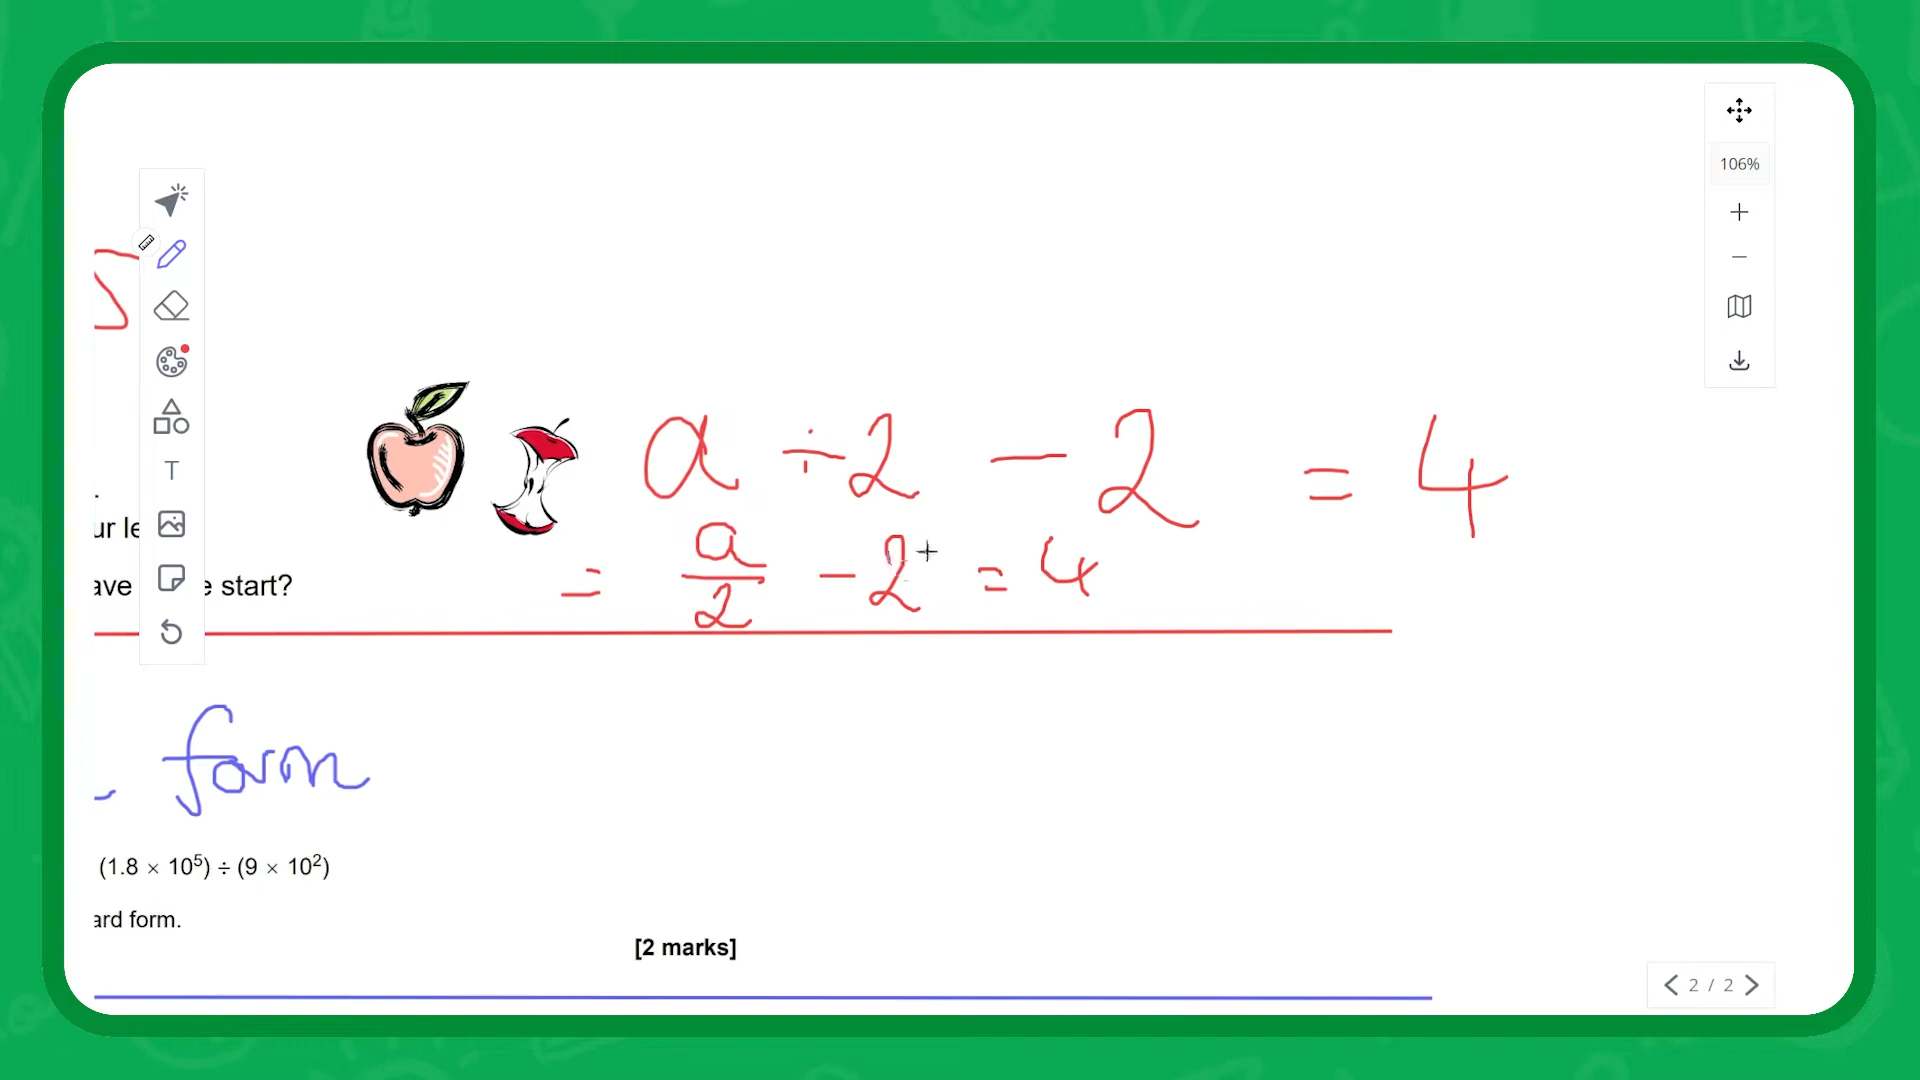 106%
5
a ÷ 2 - 2 = 4
ur le
= a/2 - 2 = 4
ave e start?
T
form
(1.8 × 10⁵) ÷ (9 × 10²)
ard form.
[2 marks]
2 / 2